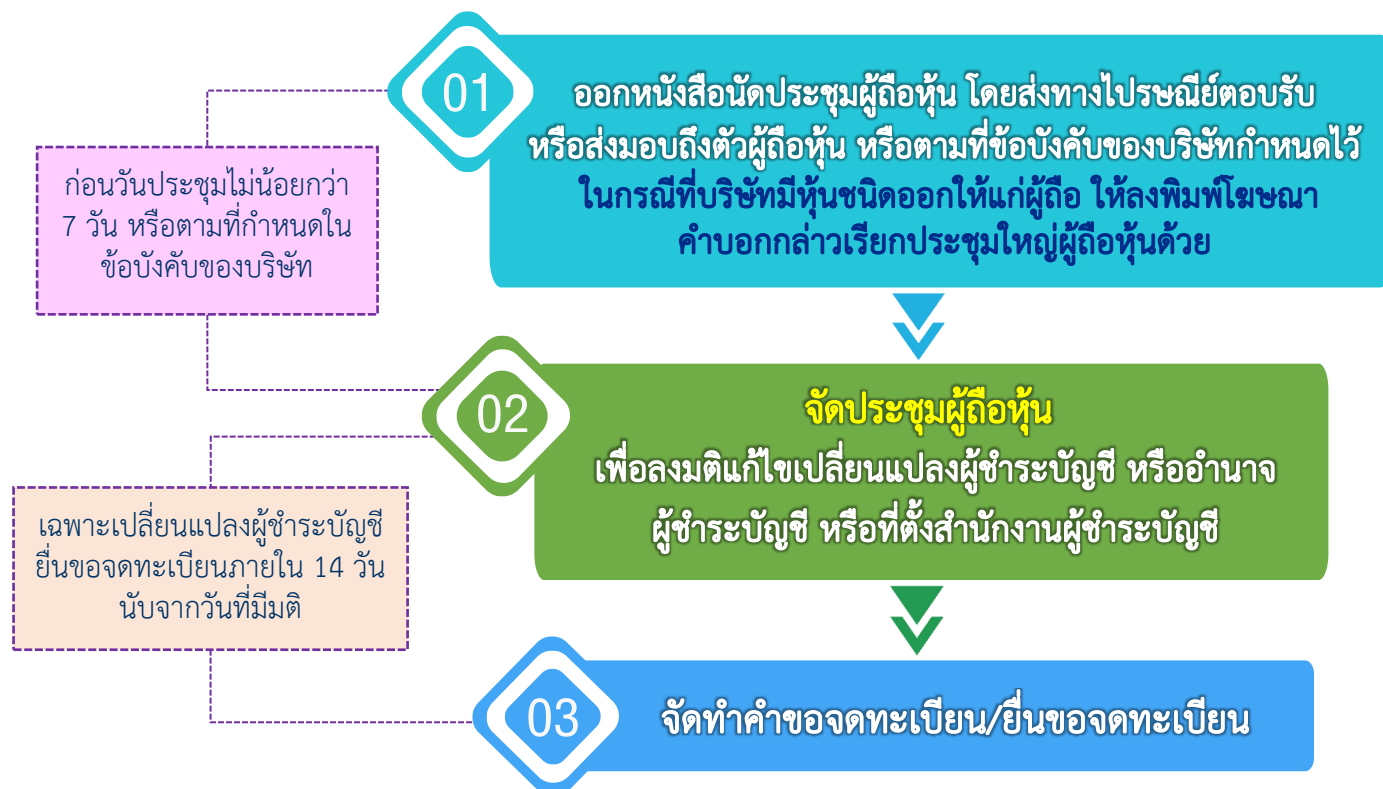 01
ออกหนังสือนัดประชุมผู้ถือหุ้น โดยส่งทางไปรษณีย์ตอบรับ
หรือส่งมอบถึงตัวผู้ถือหุ้น หรือตามที่ข้อบังคับของบริษัทกำหนดไว้
ในกรณีที่บริษัทมีหุ้นชนิดออกให้แก่ผู้ถือ ให้ลงพิมพ์โฆษณา
คำบอกกล่าวเรียกประชุมใหญ่ผู้ถือหุ้นด้วย
ก่อนวันประชุมไม่น้อยกว่า
7 วัน หรือตามที่กำหนดใน
ข้อบังคับของบริษัท
02
จัดประชุมผู้ถือหุ้น
เพื่อลงมติแก้ไขเปลี่ยนแปลงผู้ชำระบัญชี หรืออำนาจ
ผู้ชำระบัญชี หรือที่ตั้งสำนักงานผู้ชำระบัญชี
เฉพาะเปลี่ยนแปลงผู้ชำระบัญชี
ยื่นขอจดทะเบียนภายใน 14 วัน
นับจากวันที่มีมติ
03
จัดทำคำขอจดทะเบียน/ยื่นขอจดทะเบียน